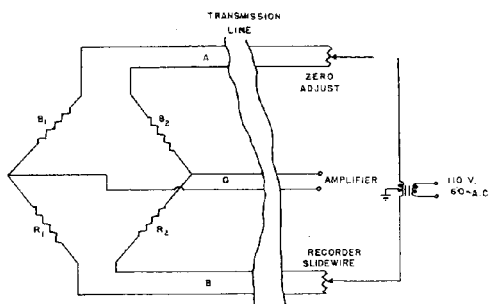 TRANSMISSION
LINE
A
ZERO
ADJUST
B1
B2
G
AMPLIFIER
110 V.
60~A.C
R1
R2
RECORDER
SLIDEWIRE
B